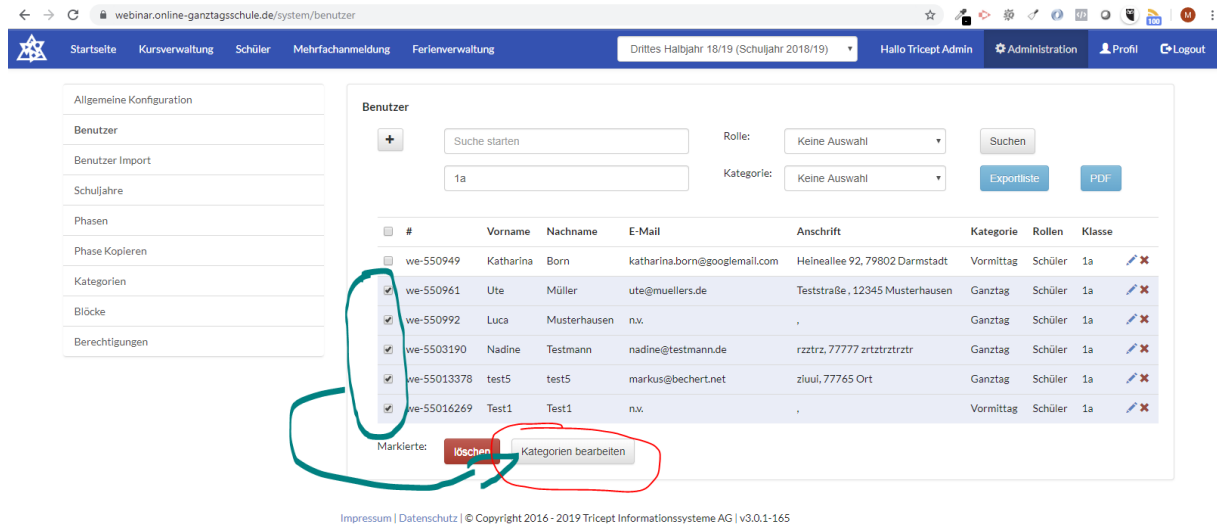 webinar.online-ganztagsschule.de/system/benutzer
100
M
Startseite Kursverwaltung Schüler Mehrfachanmeldung Ferienverwaltung Drittes Halbjahr 18/19 (Schuljahr 2018/19) Hallo Tricept Admin Administration Profil Logout
Allgemeine Konfiguration
Benutzer
Benutzer Import
Schuljahre
Phasen
Phase Kopieren
Kategorien
Blöcke
Berechtigungen
Benutzer
+ Suche starten Rolle: Keine Auswahl Suchen
1a Kategorie: Keine Auswahl Exportliste PDF
# Vorname Nachname E-Mail Anschrift Kategorie Rollen Klasse
we-550949 Katharina Born katharina.born@googlemail.com Heineallee 92, 79802 Darmstadt Vormittag Schüler 1a
we-550961 Ute Müller ute@muellers.de Teststraße , 12345 Musterhausen Ganztag Schüler 1a
we-550992 Luca Musterhausen n.v. , Ganztag Schüler 1a
we-5503190 Nadine Testmann nadine@testmann.de rzztrz, 77777 zrtzrtrztrztr Ganztag Schüler 1a
we-55013378 test5 test5 markus@bechert.net ziuui, 77765 Ort Ganztag Schüler 1a
we-55016269 Test1 Test1 n.v. , Vormittag Schüler 1a
Markierte: löschen Kategorien bearbeiten
Impressum | Datenschutz | © Copyright 2016 - 2019 Tricept Informationssysteme AG | v3.0.1-165